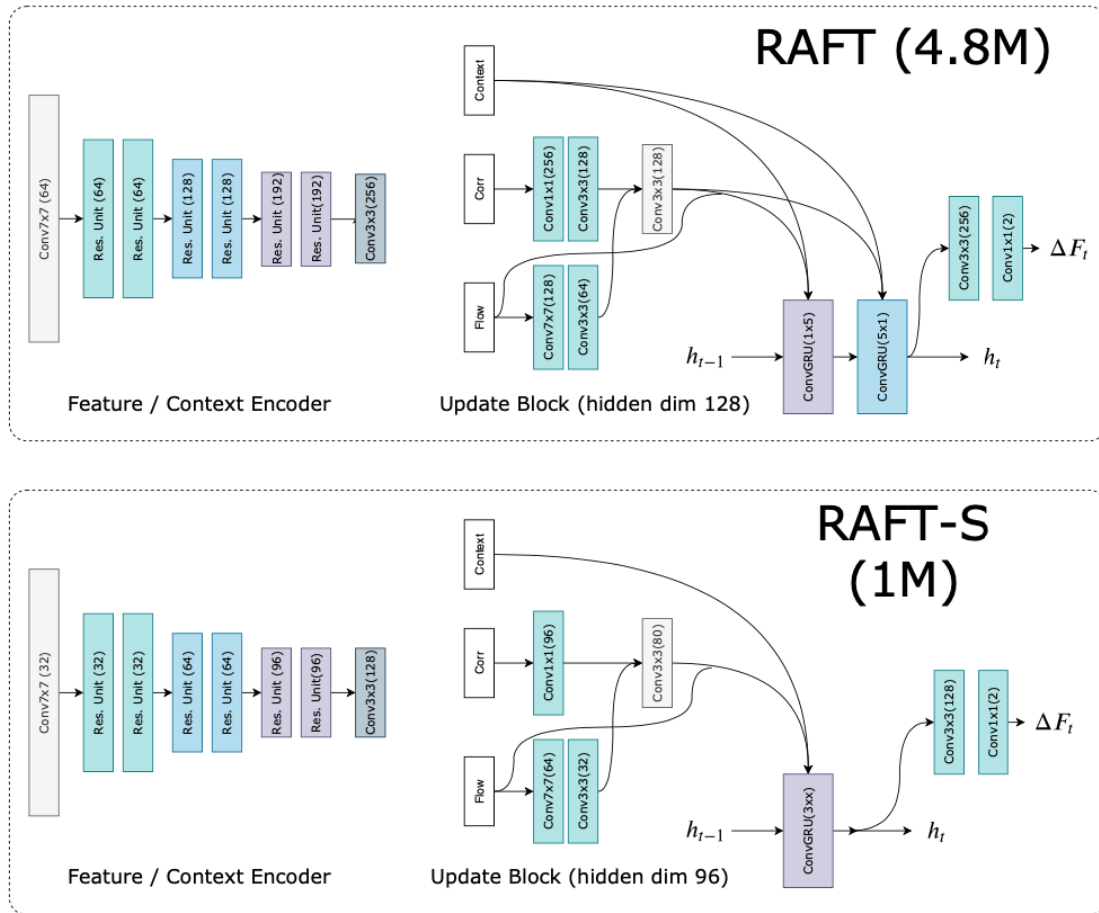 RAFT (4.8M)
Conv7x7 (64)
Res. Unit (64)
Res. Unit (64)
Res. Unit (128)
Res. Unit (128)
Res. Unit (192)
Res. Unit(192)
Conv3x3(256)
Feature / Context Encoder
Context
Corr
Conv1x1(256)
Conv3x3(128)
Conv3x3(128)
Flow
Conv7x7(128)
Conv3x3(64)
h_{t−1}
ConvGRU(1x5)
ConvGRU(5x1)
h_t
Conv3x3(256)
Conv1x1(2)
ΔF_t
Update Block (hidden dim 128)
RAFT-S
(1M)
Conv7x7 (32)
Res. Unit (32)
Res. Unit (32)
Res. Unit (64)
Res. Unit (64)
Res. Unit (96)
Res. Unit(96)
Conv3x3(128)
Feature / Context Encoder
Context
Corr
Conv1x1(96)
Conv3x3(80)
Flow
Conv7x7(64)
Conv3x3(32)
h_{t−1}
ConvGRU(3xx)
h_t
Conv3x3(128)
Conv1x1(2)
ΔF_t
Update Block (hidden dim 96)